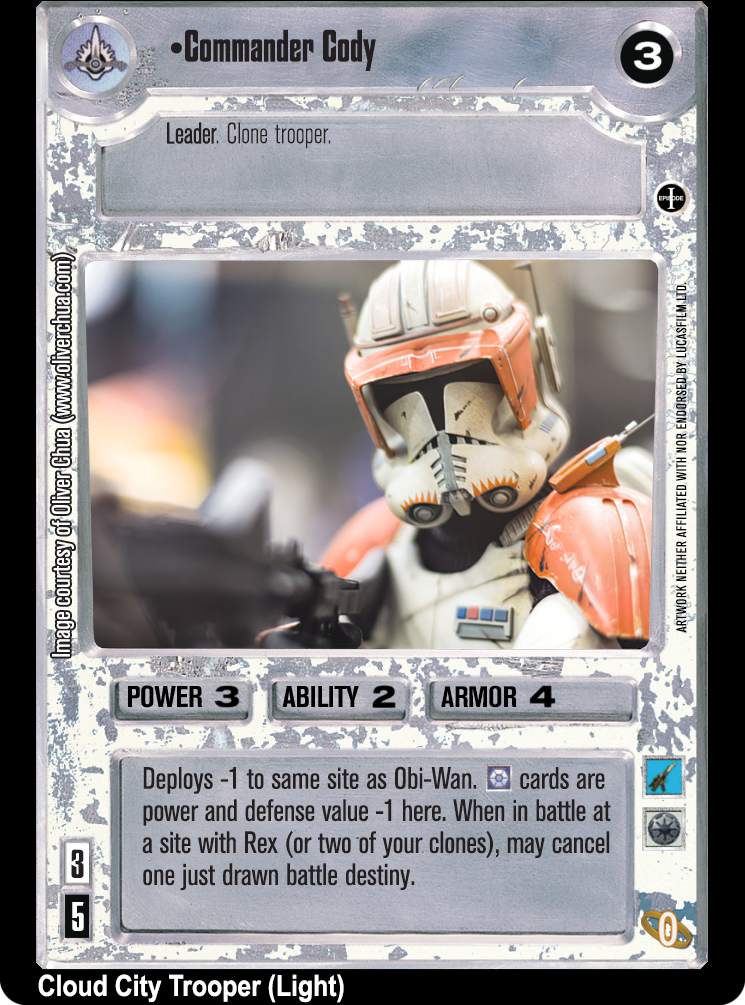 •Commander Cody
3
Leader. Clone trooper.
EPISODE I
Image courtesy of Oliver Chua (www.oliverchua.com)
ARTWORK NEITHER AFFILIATED WITH NOR ENDORSED BY LUCASFILM LTD.
POWER 3 ABILITY 2 ARMOR 4
Deploys -1 to same site as Obi-Wan. cards are
power and defense value -1 here. When in battle at
a site with Rex (or two of your clones), may cancel
one just drawn battle destiny.
3
5
0
Cloud City Trooper (Light)